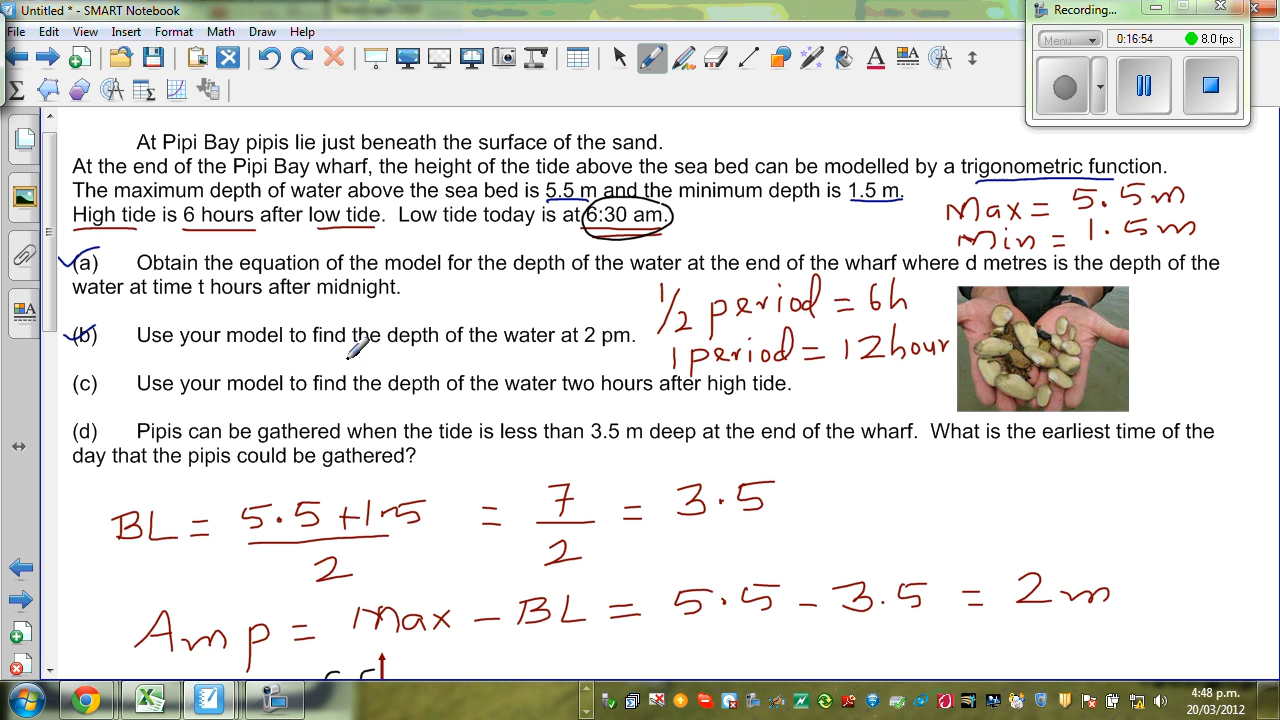 Untitled * - SMART Notebook
Recording...
File Edit View Insert Format Math Draw Help
Menu
0:16:54
8.0 fps
At Pipi Bay pipis lie just beneath the surface of the sand.
At the end of the Pipi Bay wharf, the height of the tide above the sea bed can be modelled by a trigonometric function.
The maximum depth of water above the sea bed is 5.5 m and the minimum depth is 1.5 m.
High tide is 6 hours after low tide. Low tide today is at 6:30 am.
Max = 5.5m
Min = 1.5m
(a) Obtain the equation of the model for the depth of the water at the end of the wharf where d metres is the depth of the
water at time t hours after midnight.
1/2 period = 6h
(b) Use your model to find the depth of the water at 2 pm.
1 period = 12hour
(c) Use your model to find the depth of the water two hours after high tide.
(d) Pipis can be gathered when the tide is less than 3.5 m deep at the end of the wharf. What is the earliest time of the
day that the pipis could be gathered?
BL = 5.5+1.5 / 2 = 7 / 2 = 3.5
Amp = Max - BL = 5.5 - 3.5 = 2m
4:48 p.m.
20/03/2012